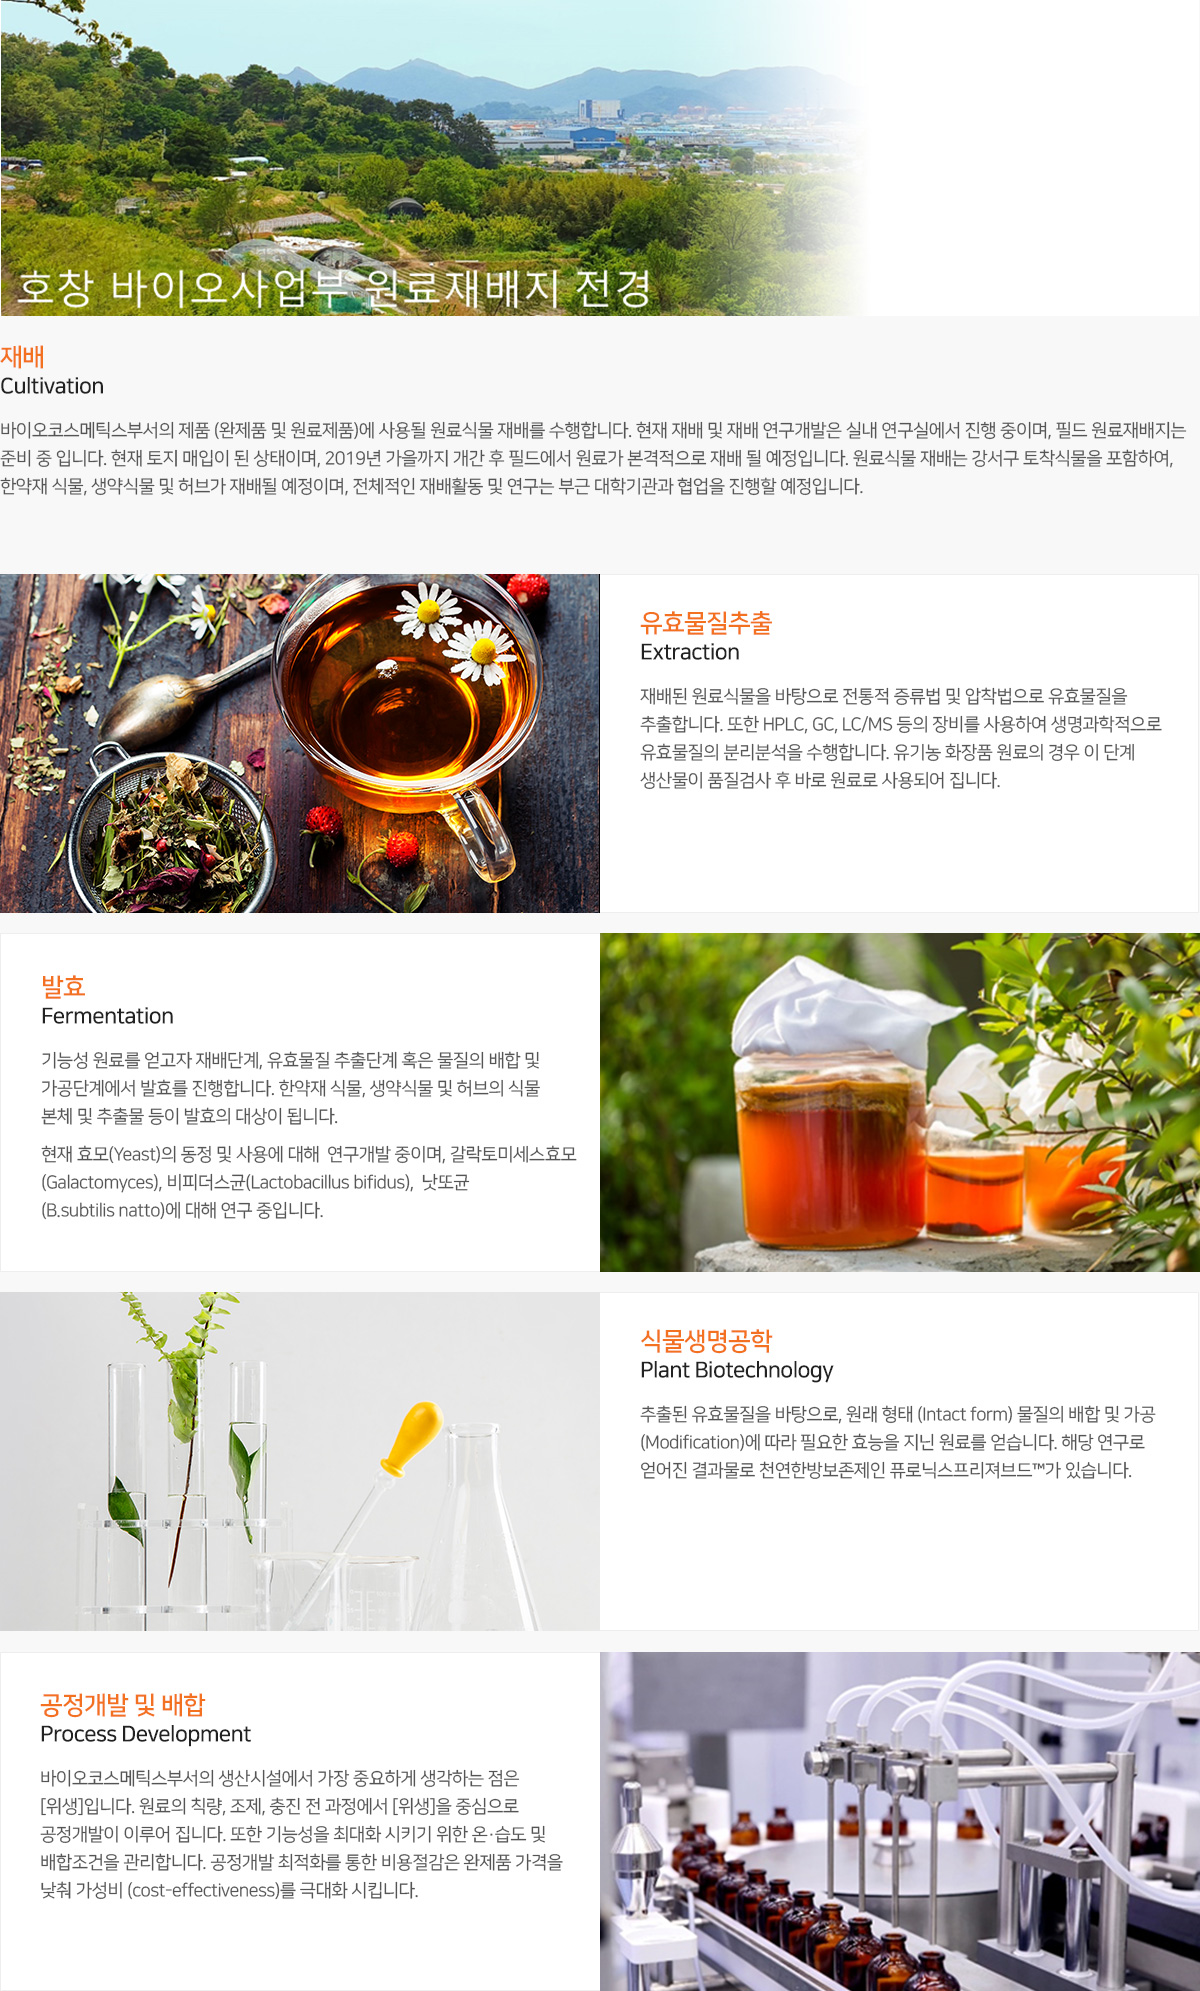 호창 바이오사업부 원료재배지 전경
재배
Cultivation
바이오코스메틱스부서의 제품 (완제품 및 원료제품)에 사용될 원료식물 재배를 수행합니다. 현재 재배 및 재배 연구개발은 실내 연구실에서 진행 중이며, 필드 원료재배지는
준비 중 입니다. 현재 토지 매입이 된 상태이며, 2019년 가을까지 개간 후 필드에서 원료가 본격적으로 재배 될 예정입니다. 원료식물 재배는 강서구 토착식물을 포함하여,
한약재 식물, 생약식물 및 허브가 재배될 예정이며, 전체적인 재배활동 및 연구는 부근 대학기관과 협업을 진행할 예정입니다.
유효물질추출
Extraction
재배된 원료식물을 바탕으로 전통적 증류법 및 압착법으로 유효물질을
추출합니다. 또한 HPLC, GC, LC/MS 등의 장비를 사용하여 생명과학적으로
유효물질의 분리분석을 수행합니다. 유기농 화장품 원료의 경우 이 단계
생산물이 품질검사 후 바로 원료로 사용되어 집니다.
발효
Fermentation
기능성 원료를 얻고자 재배단계, 유효물질 추출단계 혹은 물질의 배합 및
가공단계에서 발효를 진행합니다. 한약재 식물, 생약식물 및 허브의 식물
본체 및 추출물 등이 발효의 대상이 됩니다.
현재 효모(Yeast)의 동정 및 사용에 대해 연구개발 중이며, 갈락토미세스효모
(Galactomyces), 비피더스균(Lactobacillus bifidus), 낫또균
(B.subtilis natto)에 대해 연구 중입니다.
식물생명공학
Plant Biotechnology
추출된 유효물질을 바탕으로, 원래 형태 (Intact form) 물질의 배합 및 가공
(Modification)에 따라 필요한 효능을 지닌 원료를 얻습니다. 해당 연구로
얻어진 결과물로 천연한방보존제인 퓨로닉스프리져브드™가 있습니다.
공정개발 및 배합
Process Development
바이오코스메틱스부서의 생산시설에서 가장 중요하게 생각하는 점은
[위생]입니다. 원료의 칙량, 조제, 충진 전 과정에서 [위생]을 중심으로
공정개발이 이루어 집니다. 또한 기능성을 최대화 시키기 위한 온·습도 및
배합조건을 관리합니다. 공정개발 최적화를 통한 비용절감은 완제품 가격을
낮춰 가성비 (cost-effectiveness)를 극대화 시킵니다.